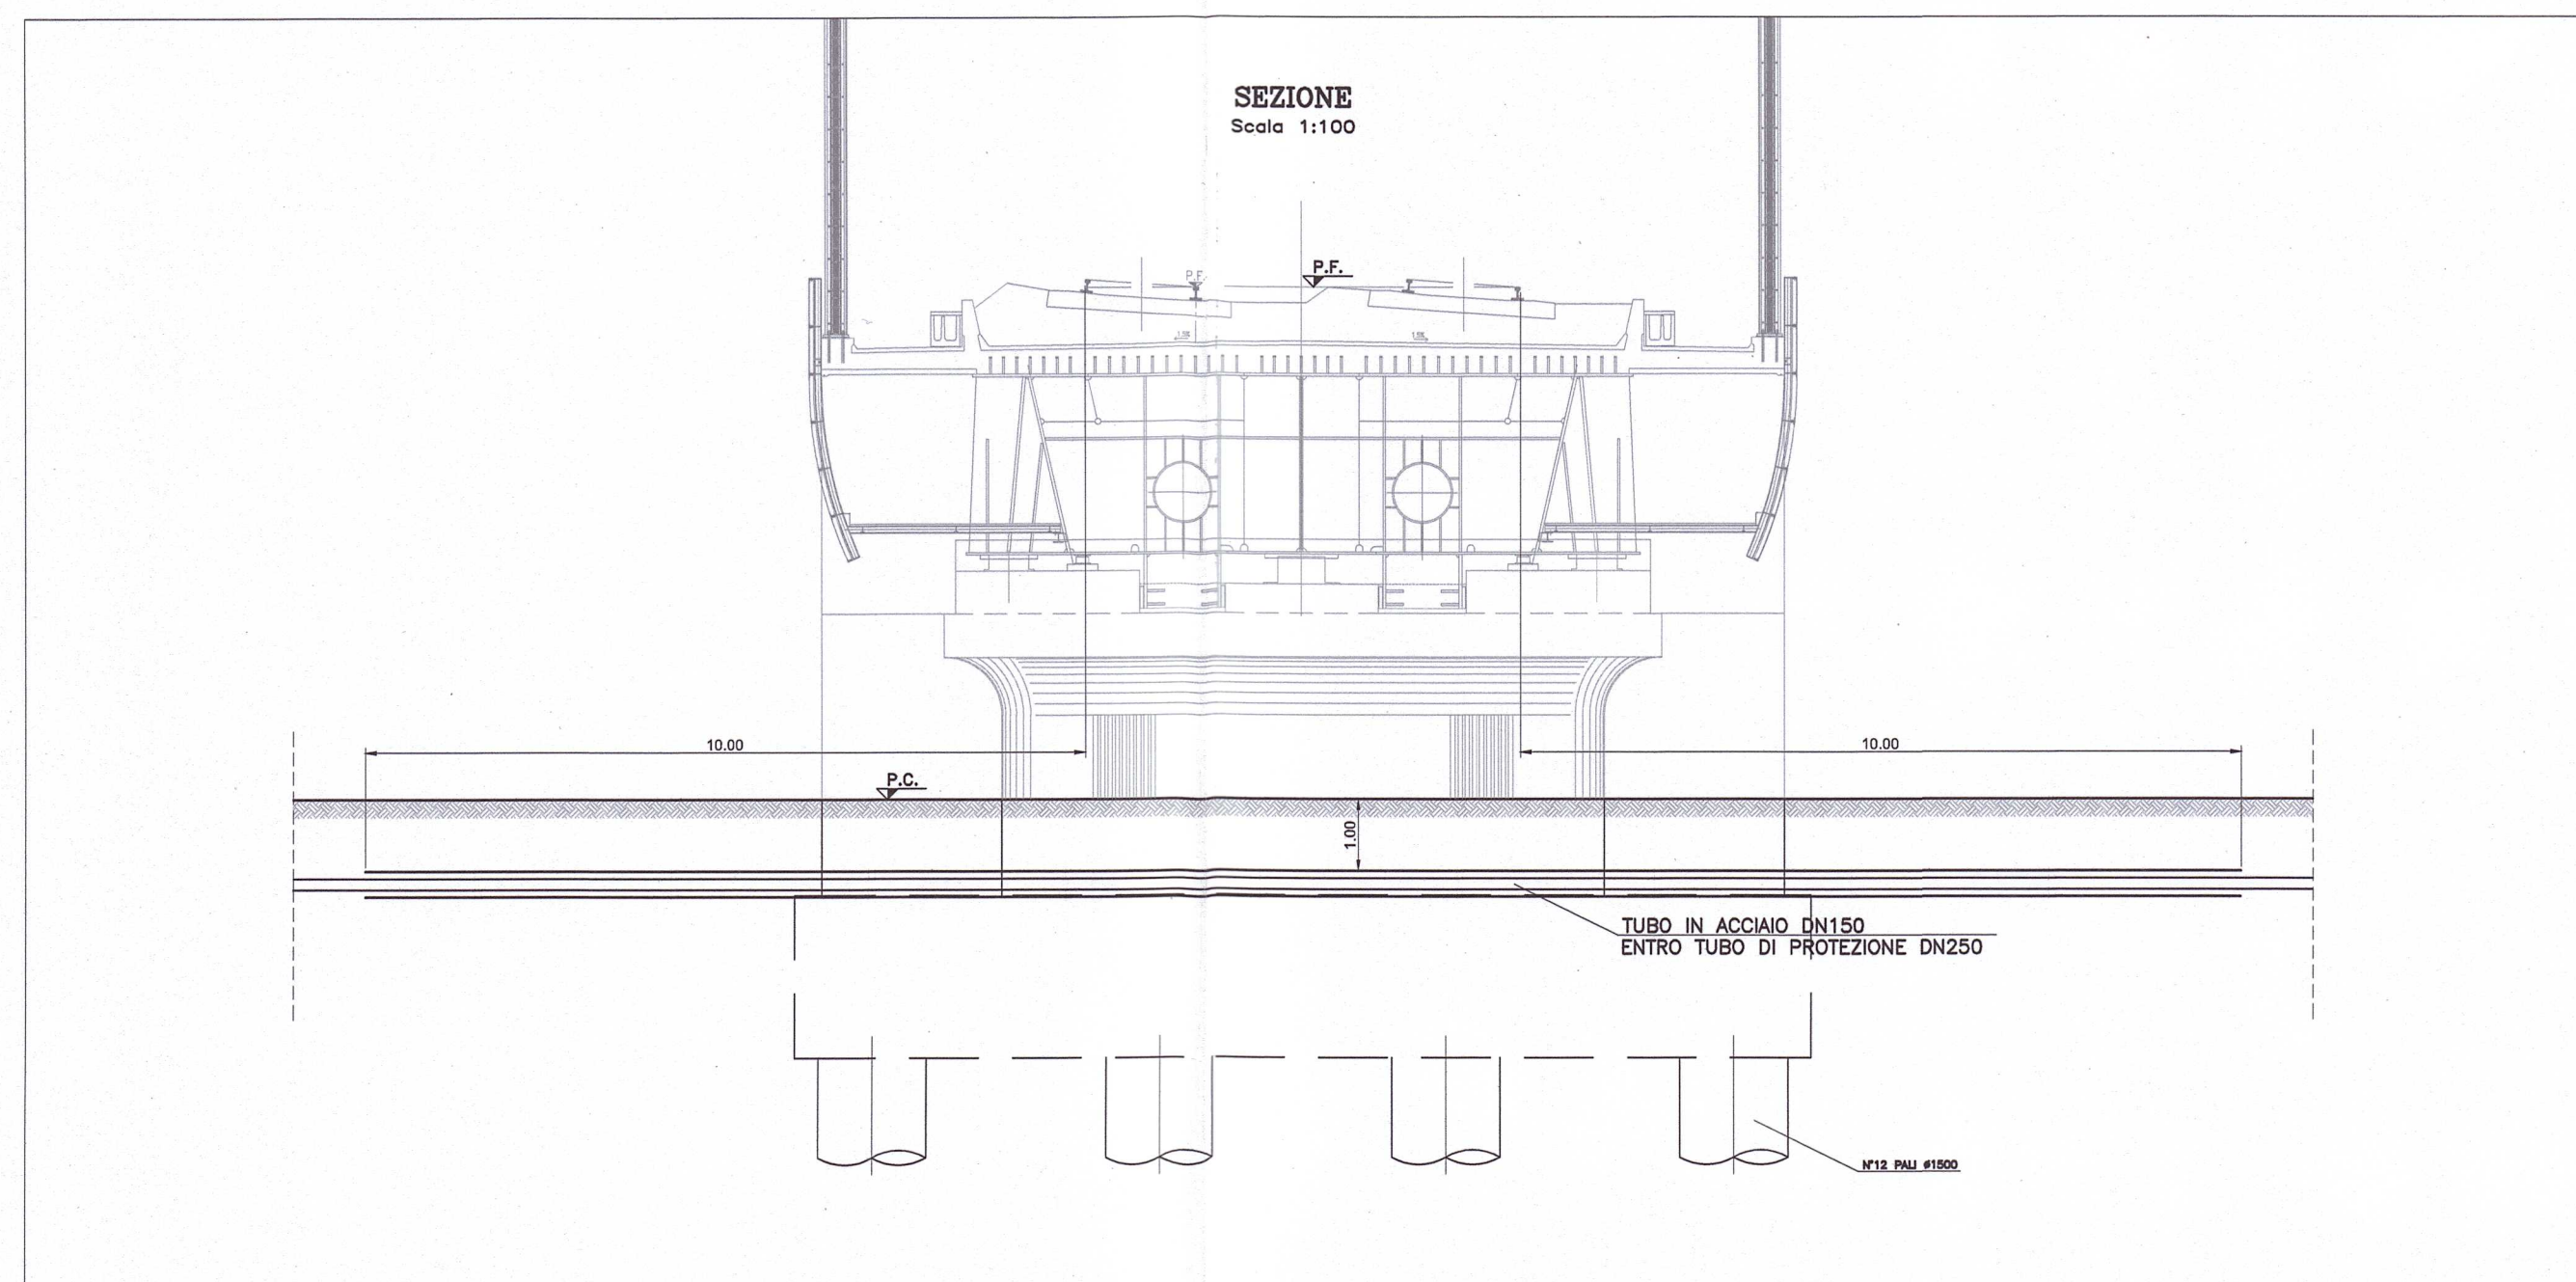 SEZIONE
Scala 1:100
P.F.
P.F.
10.00
10.00
P.C.
1.00
TUBO IN ACCIAIO DN150
ENTRO TUBO DI PROTEZIONE DN250
N°12 PALI ø1500